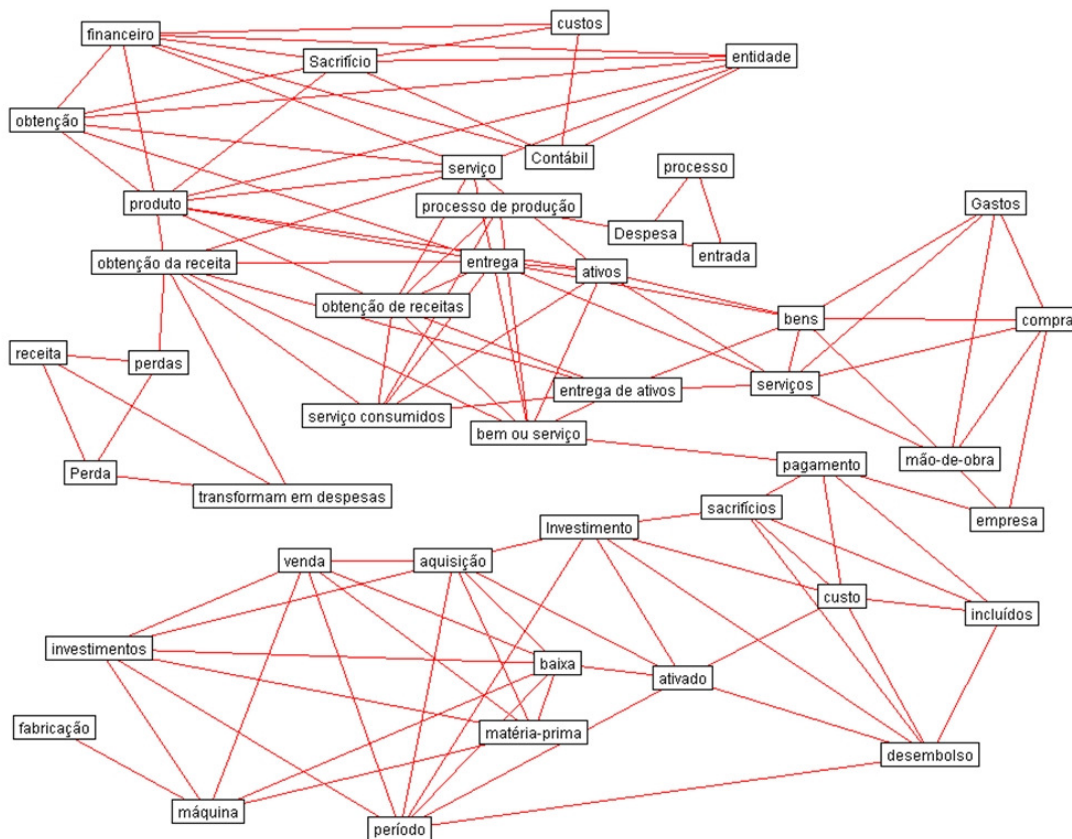 custos
financeiro
entidade
Sacrifício
obtenção
Contábil
serviço
processo
produto
processo de produção
Gastos
Despesa
entrada
obtenção da receita
entrega
ativos
obtenção de receitas
bens
compra
receita
perdas
entrega de ativos
serviços
serviço consumidos
bem ou serviço
mão-de-obra
pagamento
Perda
transformam em despesas
sacrifícios
empresa
Investimento
venda
aquisição
custo
incluídos
investimentos
baixa
ativado
fabricação
matéria-prima
desembolso
máquina
período